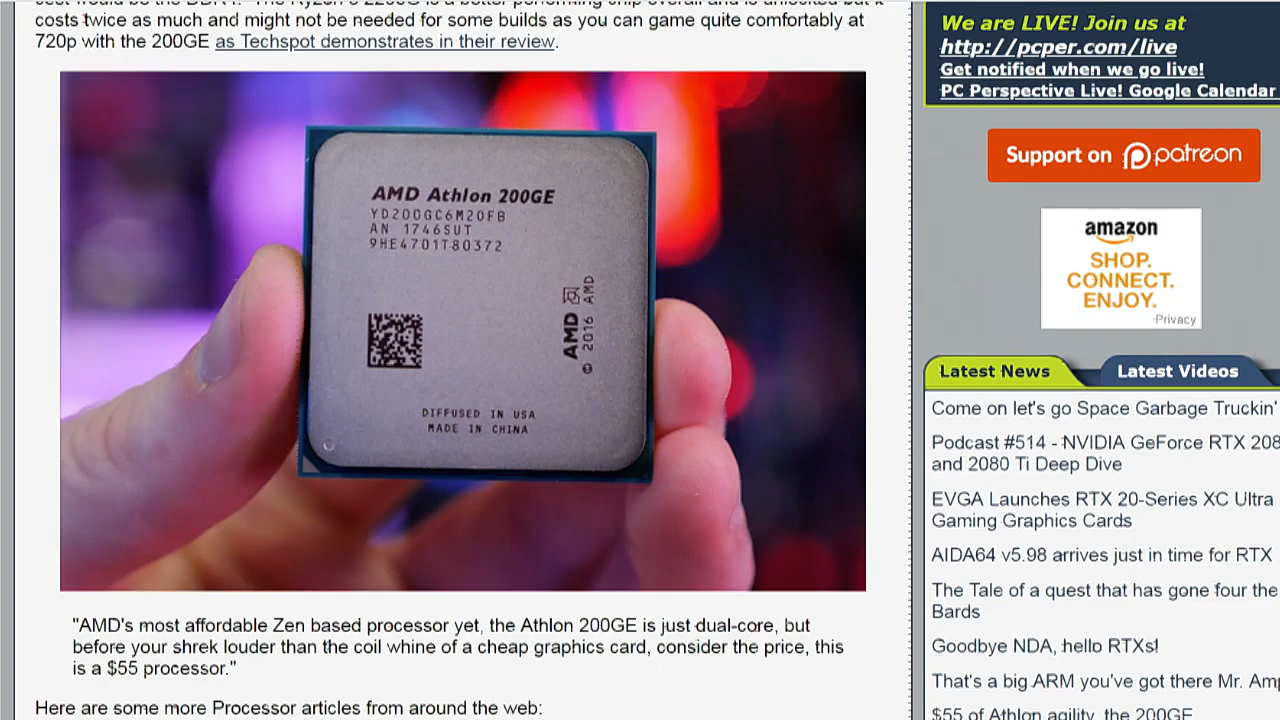 costs twice as much and might not be needed for some builds as you can game quite comfortably at
720p with the 200GE as Techspot demonstrates in their review.
AMD Athlon 200GE
YD200GC6M2OFB
AN 1746SUT
9HE4701T80372
AMD
© 2016 AMD
DIFFUSED IN USA
MADE IN CHINA
"AMD's most affordable Zen based processor yet, the Athlon 200GE is just dual-core, but
before your shrek louder than the coil whine of a cheap graphics card, consider the price, this
is a $55 processor."
Here are some more Processor articles from around the web:
We are LIVE! Join us at
http://pcper.com/live
Get notified when we go live!
PC Perspective Live! Google Calendar
Support on patreon
amazon
SHOP.
CONNECT.
ENJOY.
Privacy
Latest News Latest Videos
Come on let's go Space Garbage Truckin'
Podcast #514 - NVIDIA GeForce RTX 208
and 2080 Ti Deep Dive
EVGA Launches RTX 20-Series XC Ultra
Gaming Graphics Cards
AIDA64 v5.98 arrives just in time for RTX
The Tale of a quest that has gone four the
Bards
Goodbye NDA, hello RTXs!
That's a big ARM you've got there Mr. Amp
$55 of Athlon agility, the 200GE